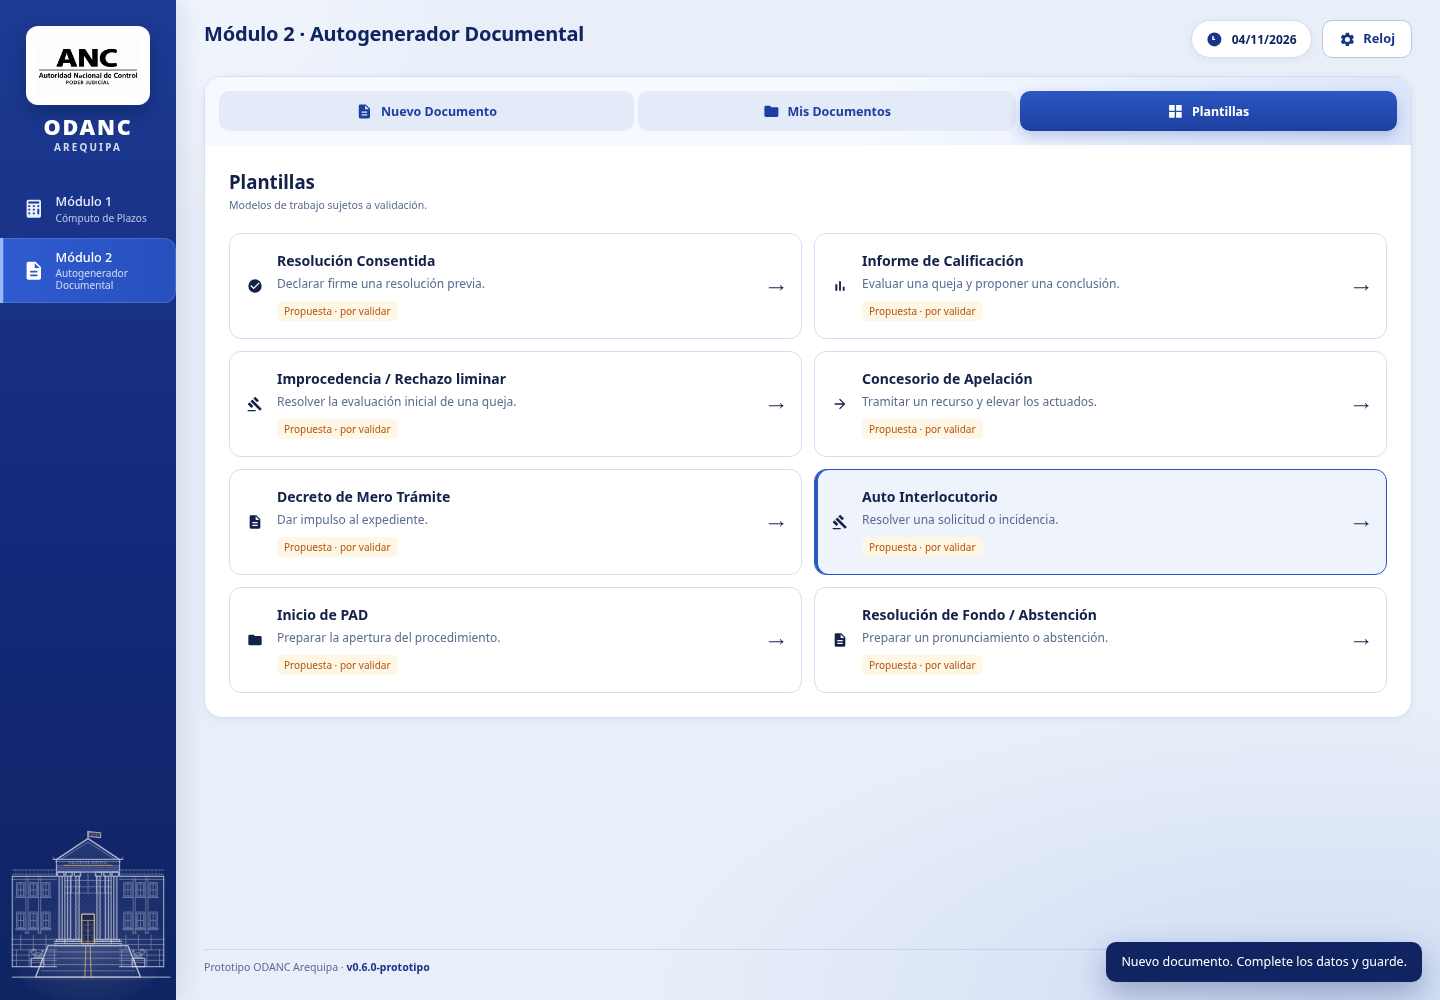 ANC
Autoridad Nacional de Control
PODER JUDICIAL
ODANC
AREQUIPA
Módulo 1
Cómputo de Plazos
Módulo 2
Autogenerador
Documental
Módulo 2 · Autogenerador Documental
04/11/2026
Reloj
Nuevo Documento
Mis Documentos
Plantillas
Plantillas
Modelos de trabajo sujetos a validación.
Resolución Consentida
Declarar firme una resolución previa.
Propuesta · por validar
→
Informe de Calificación
Evaluar una queja y proponer una conclusión.
Propuesta · por validar
→
Improcedencia / Rechazo liminar
Resolver la evaluación inicial de una queja.
Propuesta · por validar
→
Concesorio de Apelación
Tramitar un recurso y elevar los actuados.
Propuesta · por validar
→
Decreto de Mero Trámite
Dar impulso al expediente.
Propuesta · por validar
→
Auto Interlocutorio
Resolver una solicitud o incidencia.
Propuesta · por validar
→
Inicio de PAD
Preparar la apertura del procedimiento.
Propuesta · por validar
→
Resolución de Fondo / Abstención
Preparar un pronunciamiento o abstención.
Propuesta · por validar
→
Prototipo ODANC Arequipa · v0.6.0-prototipo
Nuevo documento. Complete los datos y guarde.